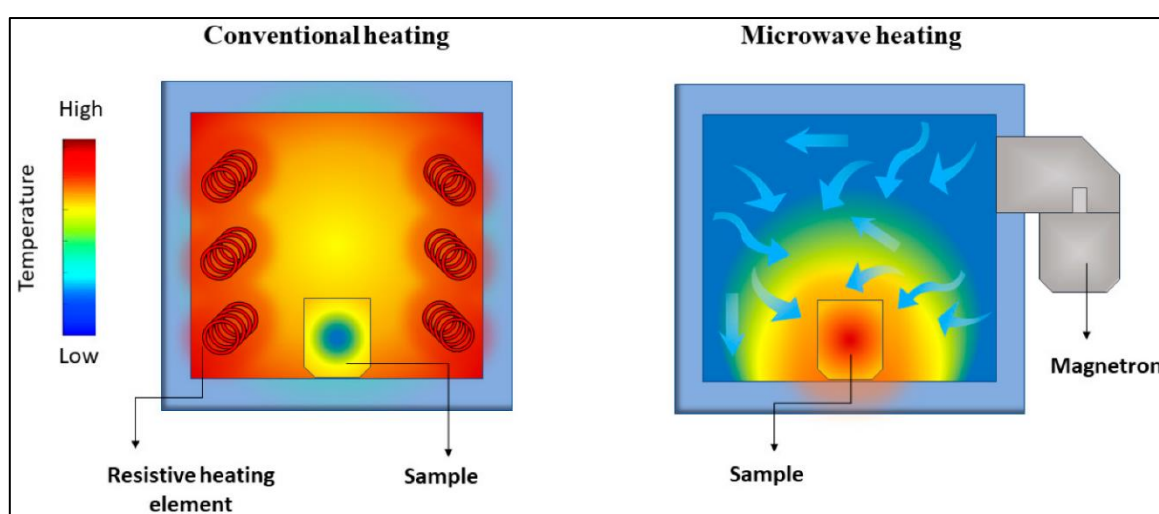 Conventional heating
Microwave heating
High
Temperature
Low
Resistive heating
element
Sample
Sample
Magnetron